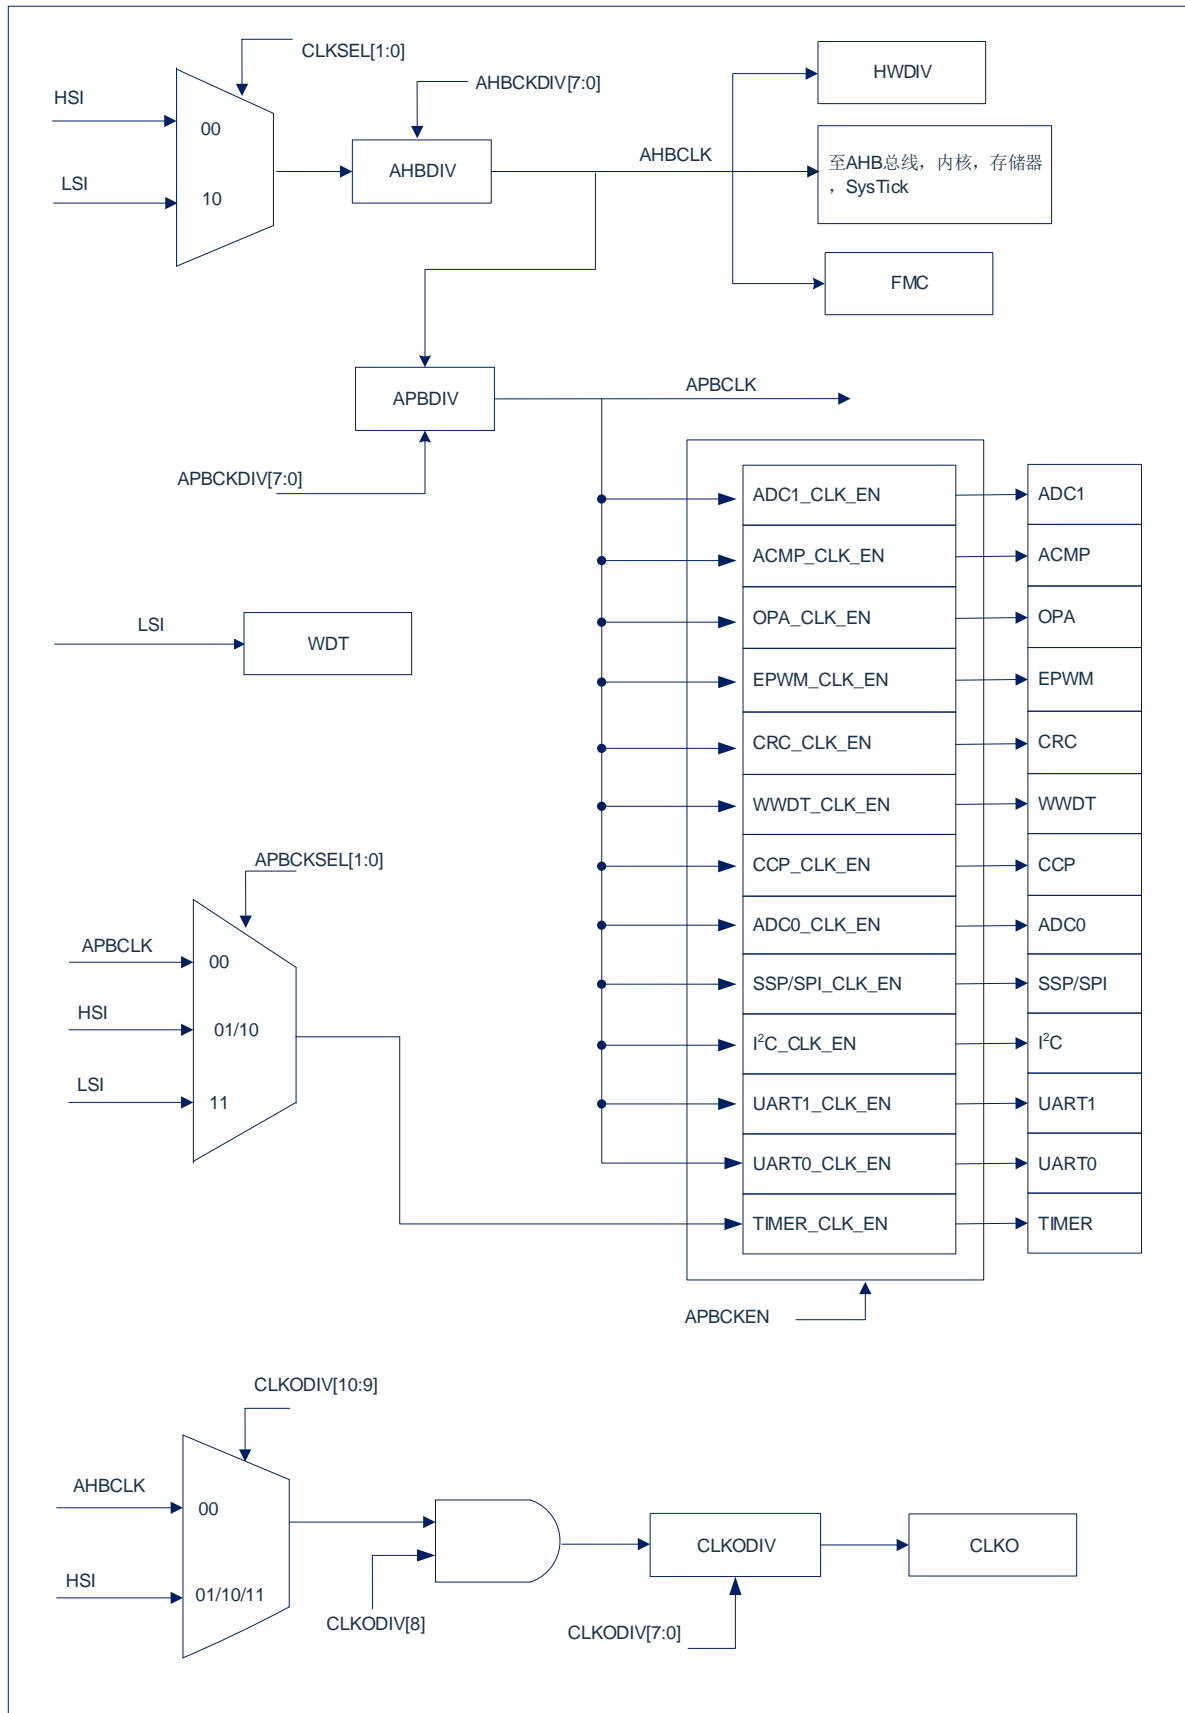 CLKSEL[1:0]
HSI
00
LSI
10
AHBCKDIV[7:0]
AHBDIV
AHBCLK
HWDIV
至AHB总线，内核，存储器
，SysTick
FMC
APBDIV
APBCLK
APBCKDIV[7:0]
ADC1_CLK_EN
ADC1
ACMP_CLK_EN
ACMP
LSI
WDT
OPA_CLK_EN
OPA
EPWM_CLK_EN
EPWM
CRC_CLK_EN
CRC
WWDT_CLK_EN
WWDT
CCP_CLK_EN
CCP
ADC0_CLK_EN
ADC0
SSP/SPI_CLK_EN
SSP/SPI
I²C_CLK_EN
I²C
UART1_CLK_EN
UART1
UART0_CLK_EN
UART0
TIMER_CLK_EN
TIMER
APBCKSEL[1:0]
APBCLK
00
HSI
01/10
LSI
11
APBCKEN
CLKODIV[10:9]
AHBCLK
00
HSI
01/10/11
CLKODIV[8]
CLKODIV
CLKODIV[7:0]
CLKO